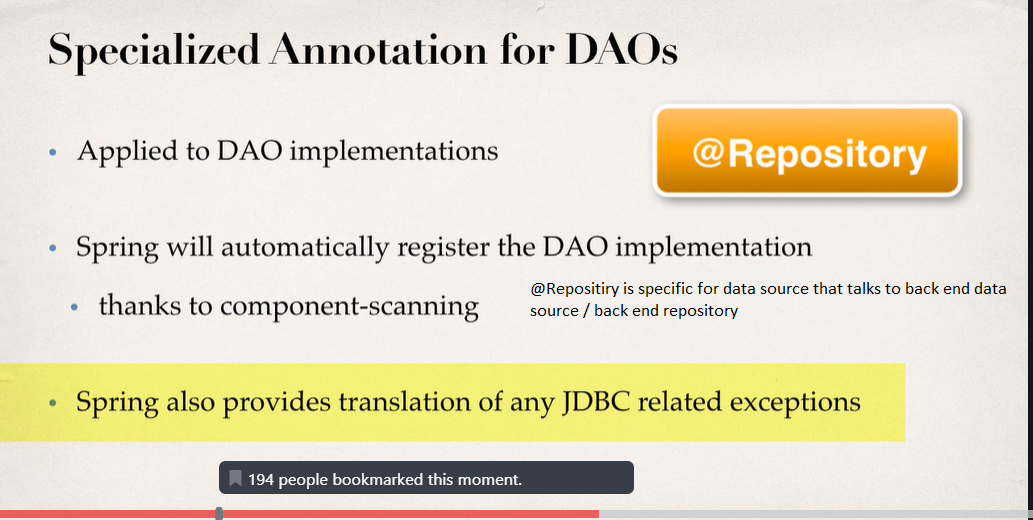 Specialized Annotation for DAOs
• Applied to DAO implementations
@Repository
• Spring will automatically register the DAO implementation
• thanks to component-scanning
@Repositiry is specific for data source that talks to back end data
source / back end repository
• Spring also provides translation of any JDBC related exceptions
194 people bookmarked this moment.